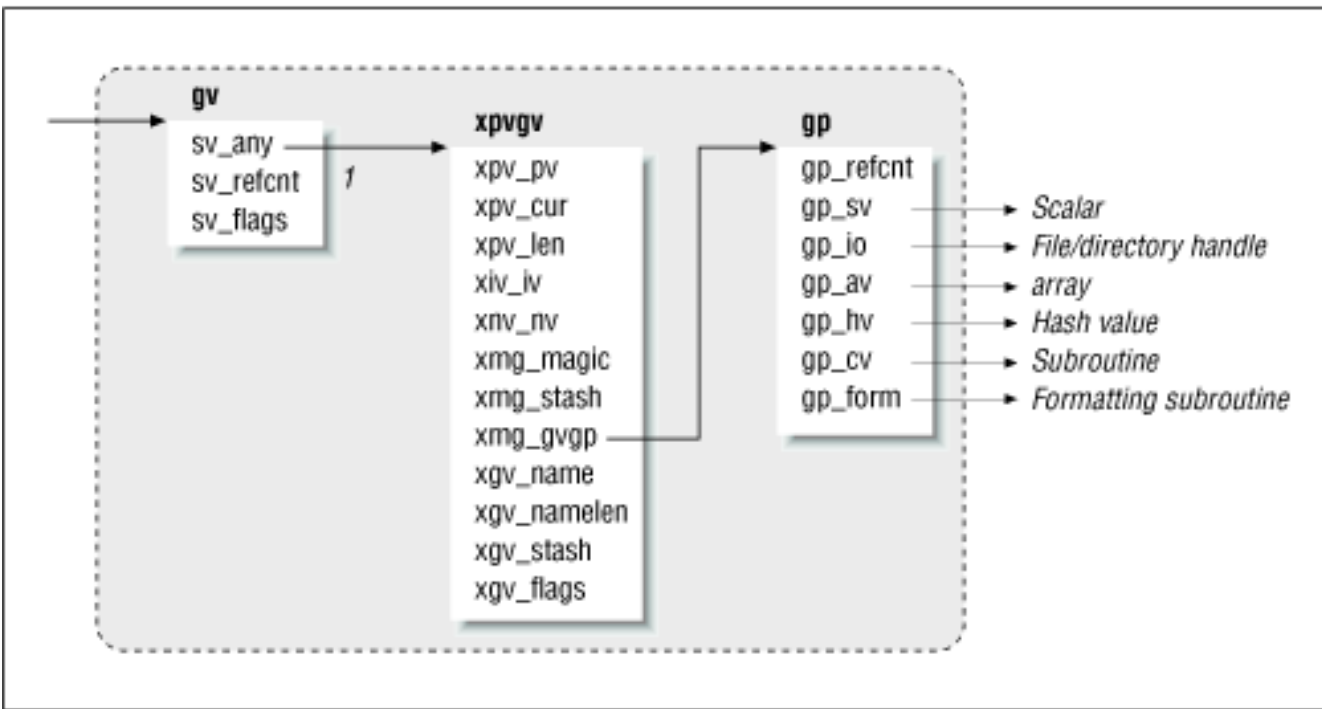 gv
sv_any
sv_refcnt
sv_flags
1
xpvgv
xpv_pv
xpv_cur
xpv_len
xiv_iv
xnv_nv
xmg_magic
xmg_stash
xmg_gvgp
xgv_name
xgv_namelen
xgv_stash
xgv_flags
gp
gp_refcnt
gp_sv
gp_io
gp_av
gp_hv
gp_cv
gp_form
Scalar
File/directory handle
array
Hash value
Subroutine
Formatting subroutine